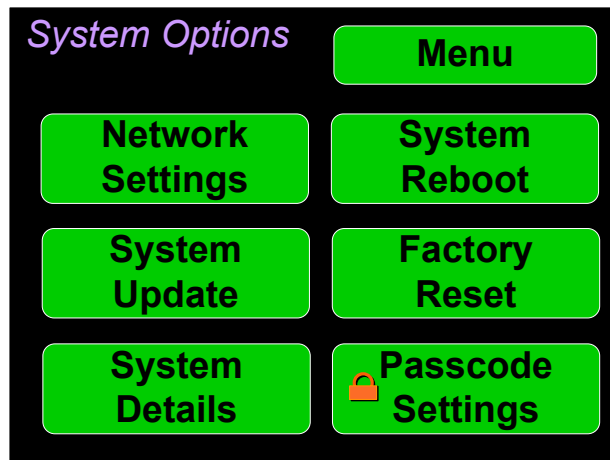 System Options
Menu
Network
Settings
System
Reboot
System
Update
Factory
Reset
System
Details
Passcode
Settings